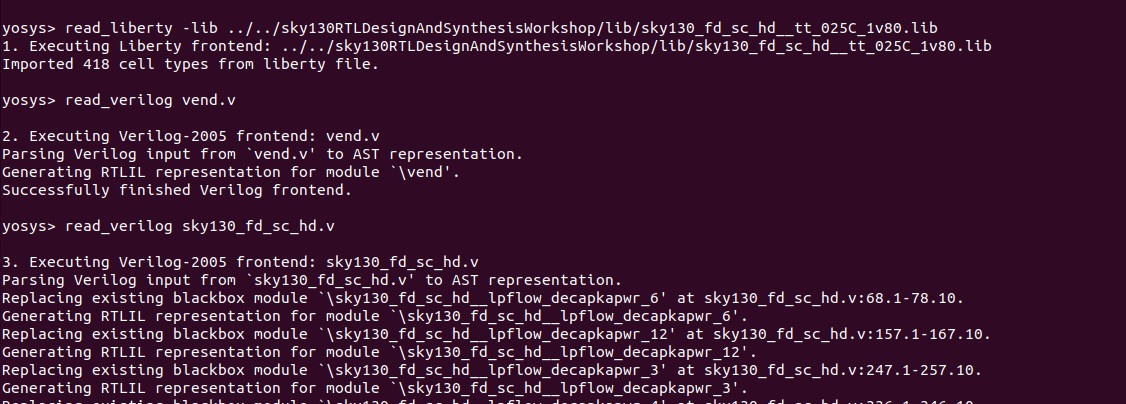 yosys> read_liberty -lib ../../sky130RTLDesignAndSynthesisWorkshop/lib/sky130_fd_sc_hd__tt_025C_1v80.lib
1. Executing Liberty frontend: ../../sky130RTLDesignAndSynthesisWorkshop/lib/sky130_fd_sc_hd__tt_025C_1v80.lib
Imported 418 cell types from liberty file.
yosys> read_verilog vend.v
2. Executing Verilog-2005 frontend: vend.v
Parsing Verilog input from `vend.v' to AST representation.
Generating RTLIL representation for module `\vend'.
Successfully finished Verilog frontend.
yosys> read_verilog sky130_fd_sc_hd.v
3. Executing Verilog-2005 frontend: sky130_fd_sc_hd.v
Parsing Verilog input from `sky130_fd_sc_hd.v' to AST representation.
Replacing existing blackbox module `\sky130_fd_sc_hd__lpflow_decapkapwr_6' at sky130_fd_sc_hd.v:68.1-78.10.
Generating RTLIL representation for module `\sky130_fd_sc_hd__lpflow_decapkapwr_6'.
Replacing existing blackbox module `\sky130_fd_sc_hd__lpflow_decapkapwr_12' at sky130_fd_sc_hd.v:157.1-167.10.
Generating RTLIL representation for module `\sky130_fd_sc_hd__lpflow_decapkapwr_12'.
Replacing existing blackbox module `\sky130_fd_sc_hd__lpflow_decapkapwr_3' at sky130_fd_sc_hd.v:247.1-257.10.
Generating RTLIL representation for module `\sky130_fd_sc_hd__lpflow_decapkapwr_3'.